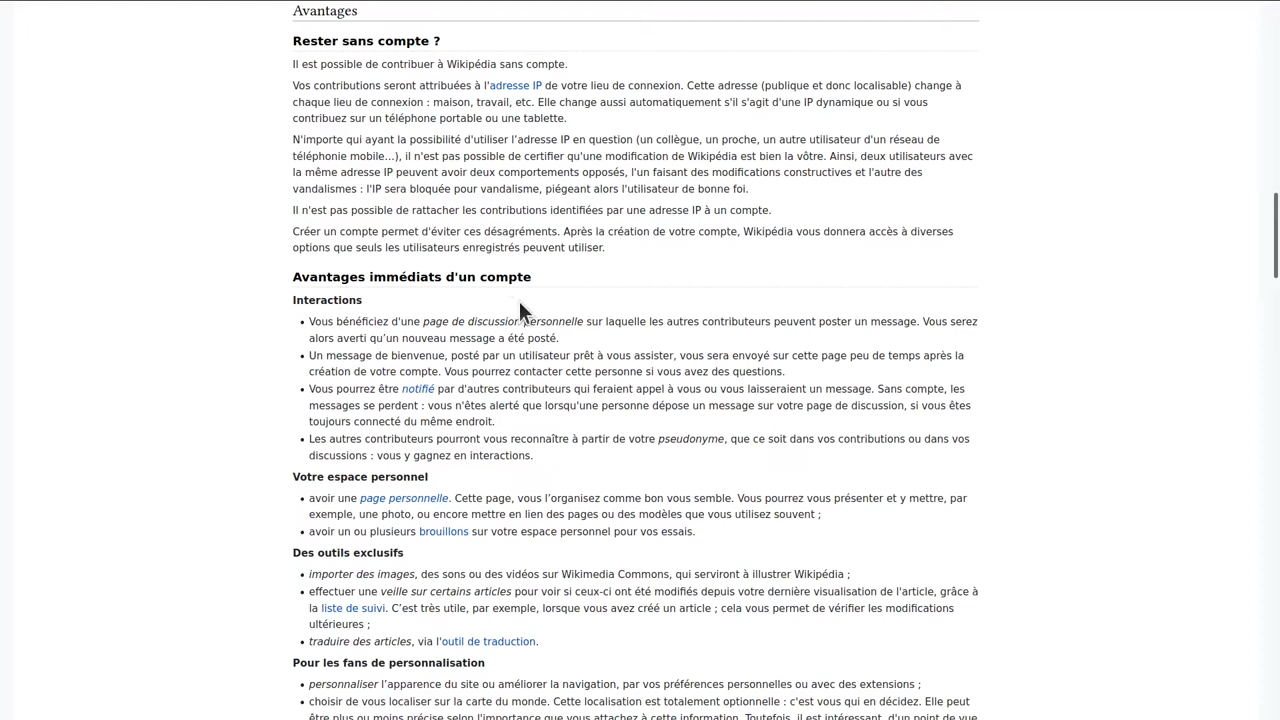 Avantages
Rester sans compte ?
Il est possible de contribuer à Wikipédia sans compte.
Vos contributions seront attribuées à l'adresse IP de votre lieu de connexion. Cette adresse (publique et donc localisable) change à
chaque lieu de connexion : maison, travail, etc. Elle change aussi automatiquement s'il s'agit d'une IP dynamique ou si vous
contribuez sur un téléphone portable ou une tablette.
N'importe qui ayant la possibilité d'utiliser l’adresse IP en question (un collègue, un proche, un autre utilisateur d'un réseau de
téléphonie mobile…), il n'est pas possible de certifier qu'une modification de Wikipédia est bien la vôtre. Ainsi, deux utilisateurs avec
la même adresse IP peuvent avoir deux comportements opposés, l'un faisant des modifications constructives et l'autre des
vandalismes : l'IP sera bloquée pour vandalisme, piégeant alors l'utilisateur de bonne foi.
Il n'est pas possible de rattacher les contributions identifiées par une adresse IP à un compte.
Créer un compte permet d'éviter ces désagréments. Après la création de votre compte, Wikipédia vous donnera accès à diverses
options que seuls les utilisateurs enregistrés peuvent utiliser.
Avantages immédiats d'un compte
Interactions
• Vous bénéficiez d'une page de discussion personnelle sur laquelle les autres contributeurs peuvent poster un message. Vous serez
alors averti qu’un nouveau message a été posté.
• Un message de bienvenue, posté par un utilisateur prêt à vous assister, vous sera envoyé sur cette page peu de temps après la
création de votre compte. Vous pourrez contacter cette personne si vous avez des questions.
• Vous pourrez être notifié par d'autres contributeurs qui feraient appel à vous ou vous laisseraient un message. Sans compte, les
messages se perdent : vous n'êtes alerté que lorsqu'une personne dépose un message sur votre page de discussion, si vous êtes
toujours connecté du même endroit.
• Les autres contributeurs pourront vous reconnaître à partir de votre pseudonyme, que ce soit dans vos contributions ou dans vos
discussions : vous y gagnez en interactions.
Votre espace personnel
• avoir une page personnelle. Cette page, vous l’organisez comme bon vous semble. Vous pourrez vous présenter et y mettre, par
exemple, une photo, ou encore mettre en lien des pages ou des modèles que vous utilisez souvent ;
• avoir un ou plusieurs brouillons sur votre espace personnel pour vos essais.
Des outils exclusifs
• importer des images, des sons ou des vidéos sur Wikimedia Commons, qui serviront à illustrer Wikipédia ;
• effectuer une veille sur certains articles pour voir si ceux-ci ont été modifiés depuis votre dernière visualisation de l'article, grâce à
la liste de suivi. C’est très utile, par exemple, lorsque vous avez créé un article ; cela vous permet de vérifier les modifications
ultérieures ;
• traduire des articles, via l'outil de traduction.
Pour les fans de personnalisation
• personnaliser l’apparence du site ou améliorer la navigation, par vos préférences personnelles ou avec des extensions ;
• choisir de vous localiser sur la carte du monde. Cette localisation est totalement optionnelle : c'est vous qui en décidez. Elle peut
être plus ou moins précise selon l'importance que vous attachez à cette information. Toutefois, il est intéressant, d'un point de vue